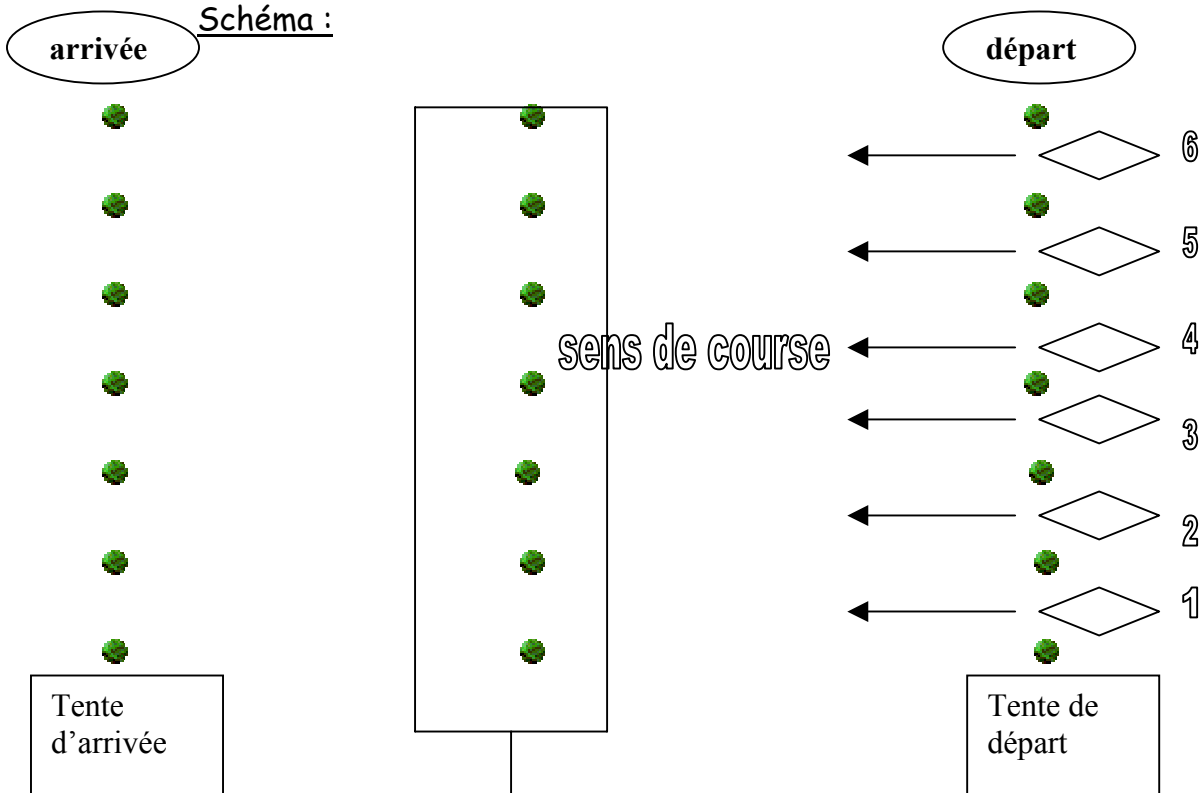 Schéma :
arrivée
départ
6
5
sens de course
4
3
2
1
Tente
d’arrivée
Tente de
départ